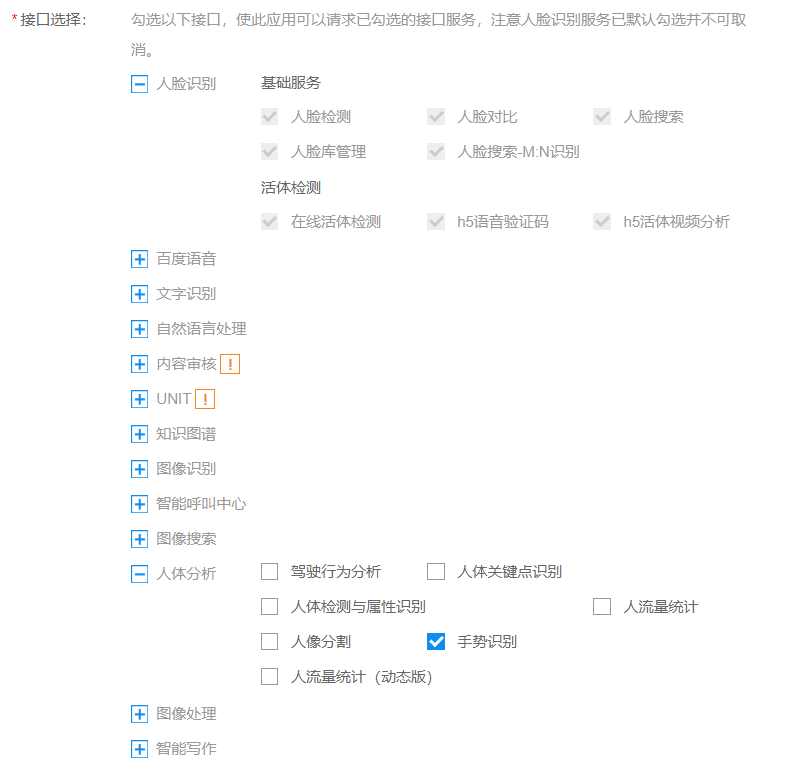 *接口选择: 勾选以下接口，使此应用可以请求已勾选的接口服务，注意人脸识别服务已默认勾选并不可取
消。
人脸识别 基础服务
人脸检测 人脸对比 人脸搜索
人脸库管理 人脸搜索-M:N识别
活体检测
在线活体检测 h5语音验证码 h5活体视频分析
百度语音
文字识别
自然语言处理
内容审核 !
UNIT !
知识图谱
图像识别
智能呼叫中心
图像搜索
人体分析 驾驶行为分析 人体关键点识别
人体检测与属性识别 人流量统计
人像分割 手势识别
人流量统计（动态版）
图像处理
智能写作